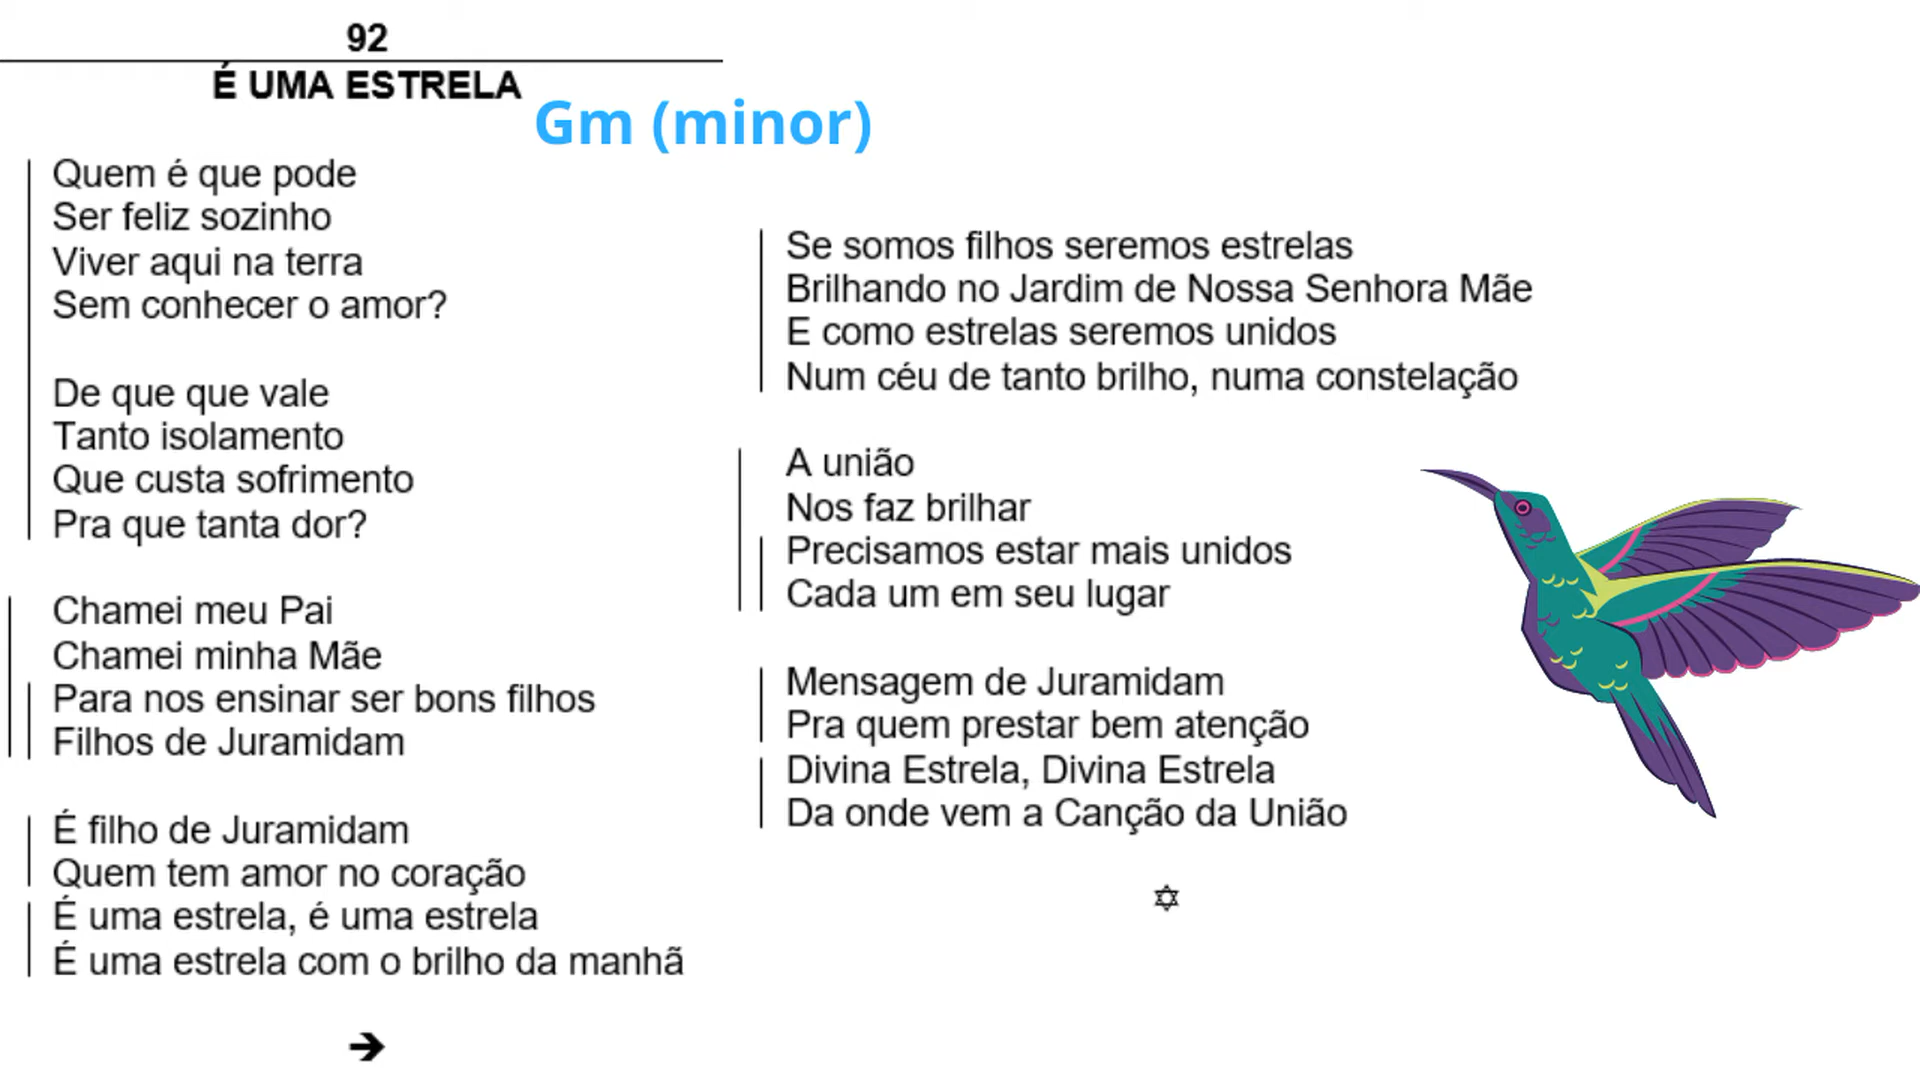 92
É UMA ESTRELA
Gm (minor)
Quem é que pode
Ser feliz sozinho
Viver aqui na terra
Sem conhecer o amor?
De que que vale
Tanto isolamento
Que custa sofrimento
Pra que tanta dor?
Chamei meu Pai
Chamei minha Mãe
Para nos ensinar ser bons filhos
Filhos de Juramidam
É filho de Juramidam
Quem tem amor no coração
É uma estrela, é uma estrela
É uma estrela com o brilho da manhã
Se somos filhos seremos estrelas
Brilhando no Jardim de Nossa Senhora Mãe
E como estrelas seremos unidos
Num céu de tanto brilho, numa constelação
A união
Nos faz brilhar
Precisamos estar mais unidos
Cada um em seu lugar
Mensagem de Juramidam
Pra quem prestar bem atenção
Divina Estrela, Divina Estrela
Da onde vem a Canção da União